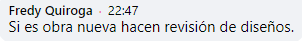 Fredy Quiroga · 22:47
Si es obra nueva hacen revisión de diseños.